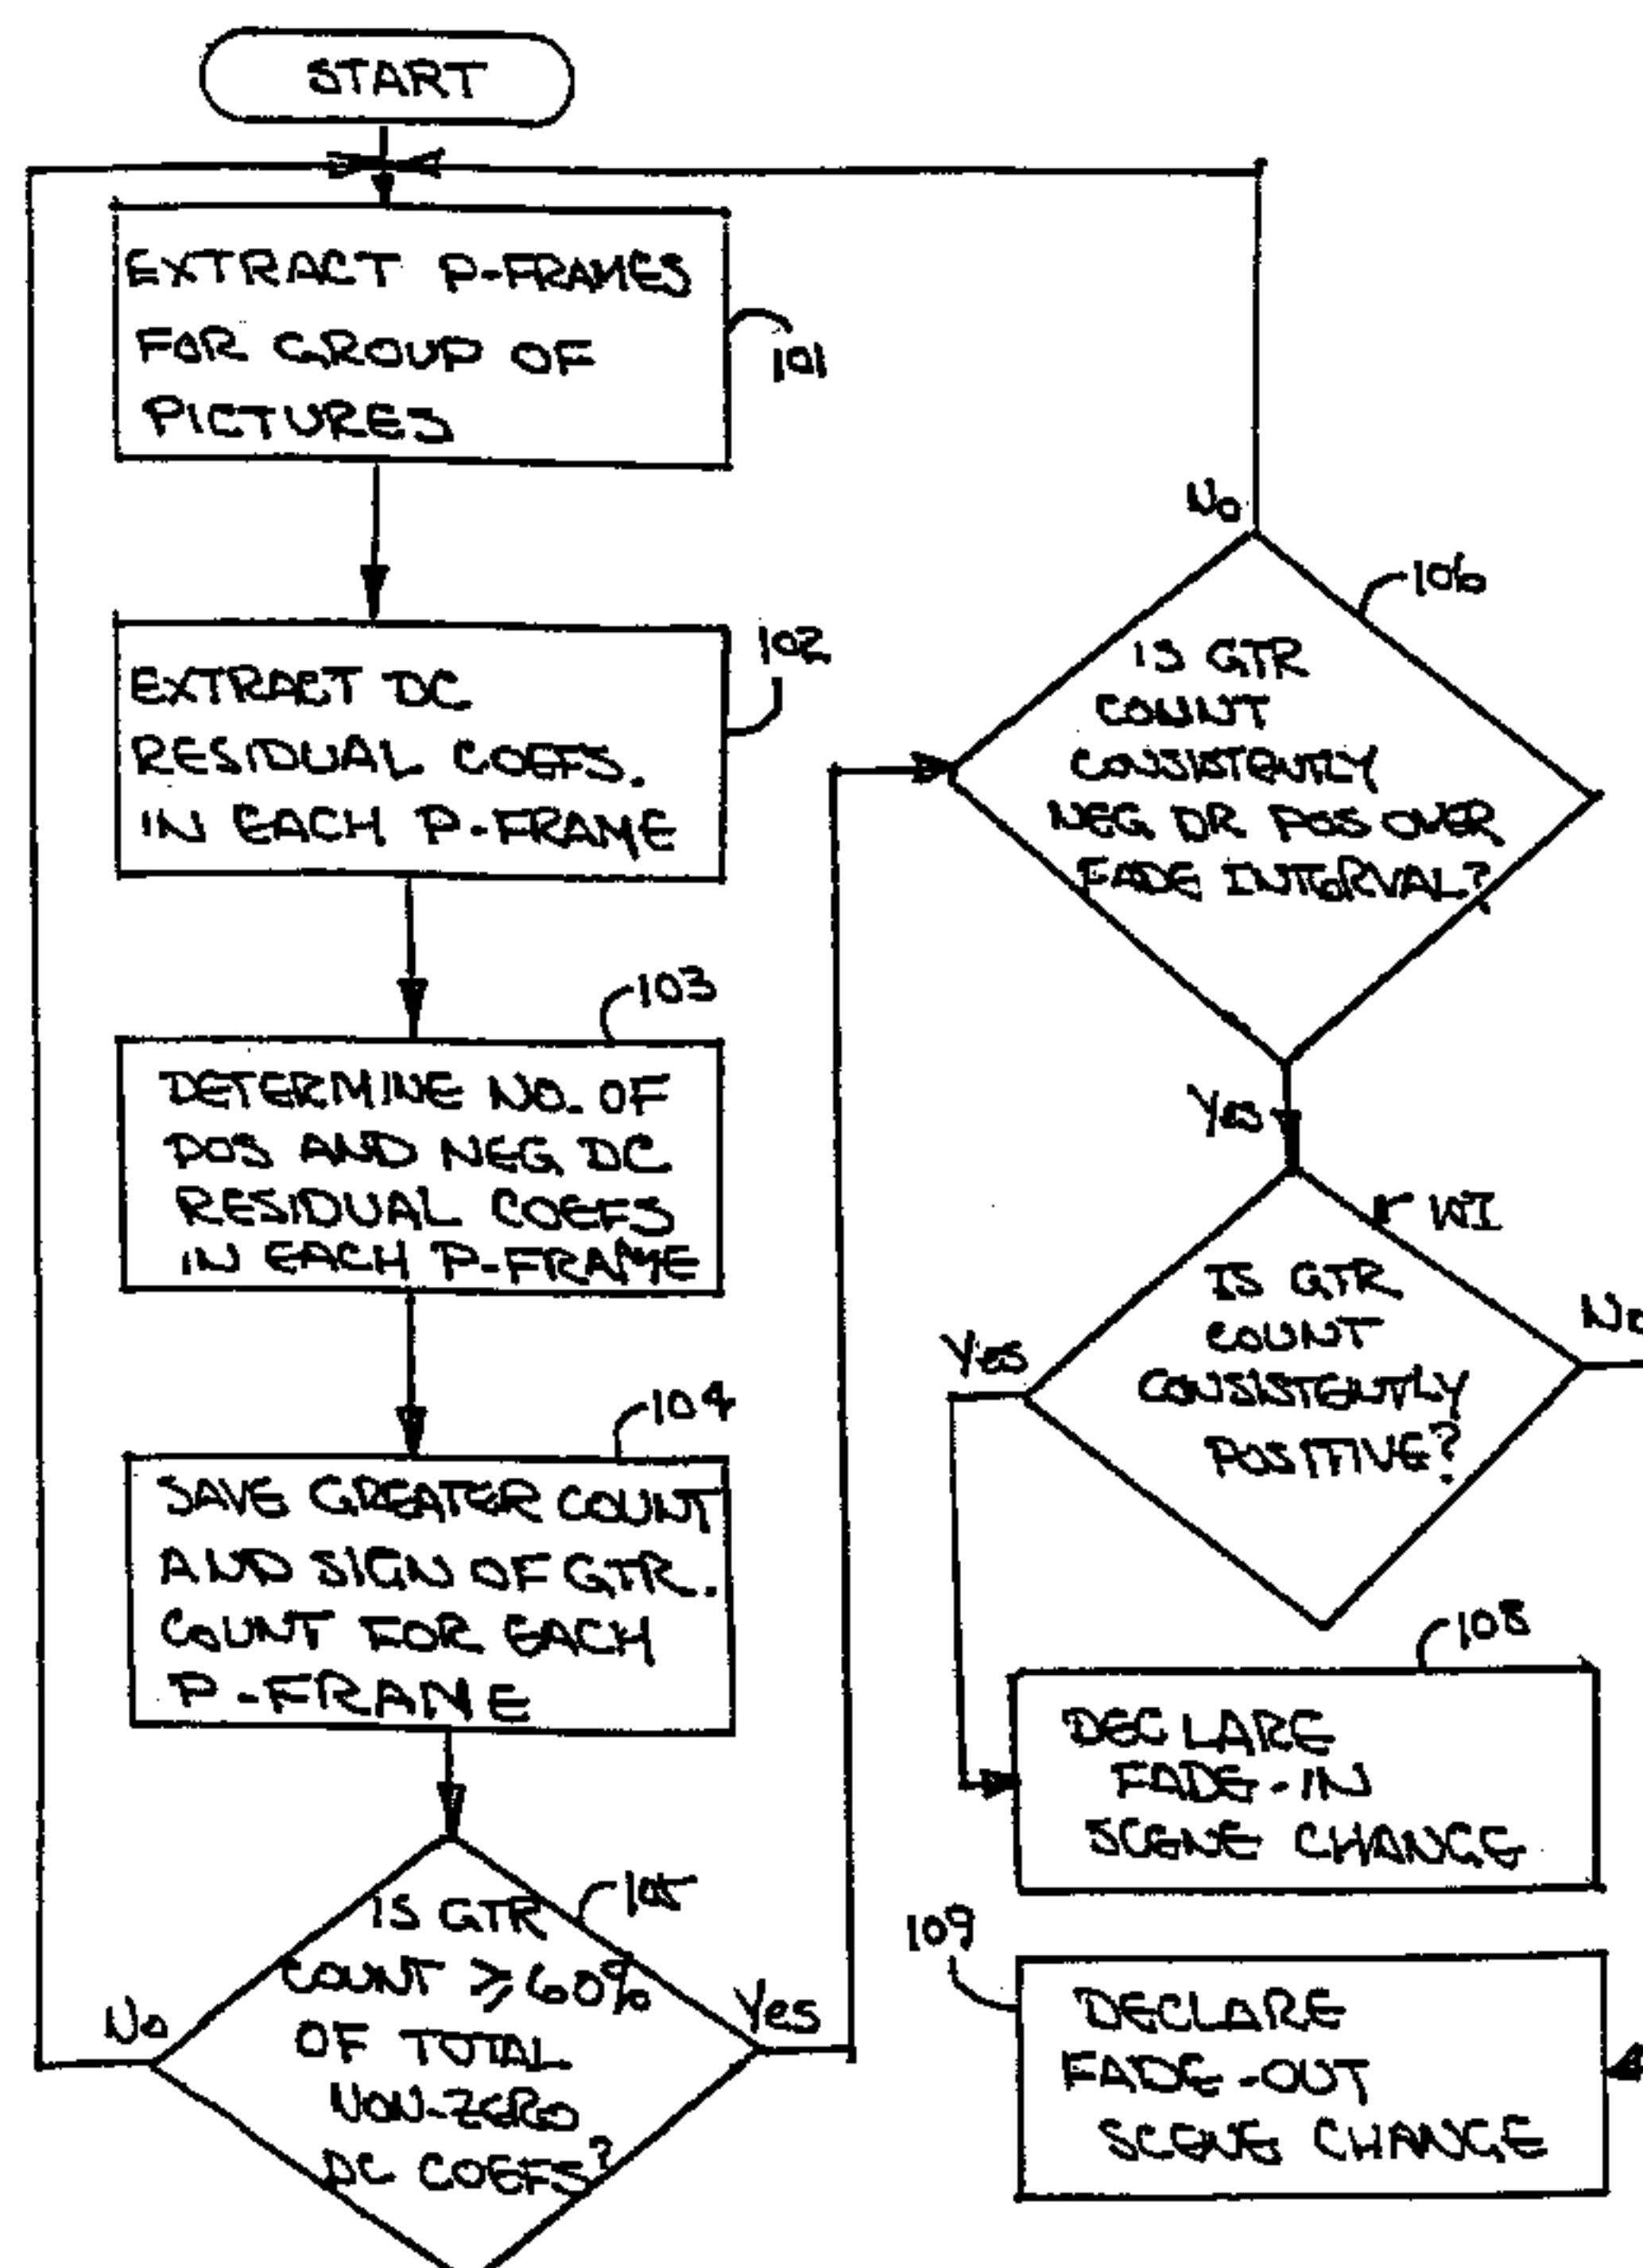 START
EXTRACT P-FRAMES
FOR GROUP OF
PICTURES
101
EXTRACT DC
RESIDUAL COEFS.
IN EACH P-FRAME
102
DETERMINE NO. OF
POS AND NEG DC
RESIDUAL COEFS
IN EACH P-FRAME
103
SAVE GREATER COUNT
AND SIGN OF GTR.
COUNT FOR EACH
P-FRAME
104
IS GTR
COUNT ≥ 60%
OF TOTAL
NON-ZERO
DC COEFS?
105
No
Yes
No
106
IS GTR
COUNT
CONSISTENTLY
NEG OR POS OVER
FADE INTERVAL?
Yes
IS GTR
COUNT
CONSISTENTLY
POSITIVE?
Yes
No
108
DECLARE
FADE-IN
SCENE CHANGE
109
DECLARE
FADE-OUT
SCENE CHANGE